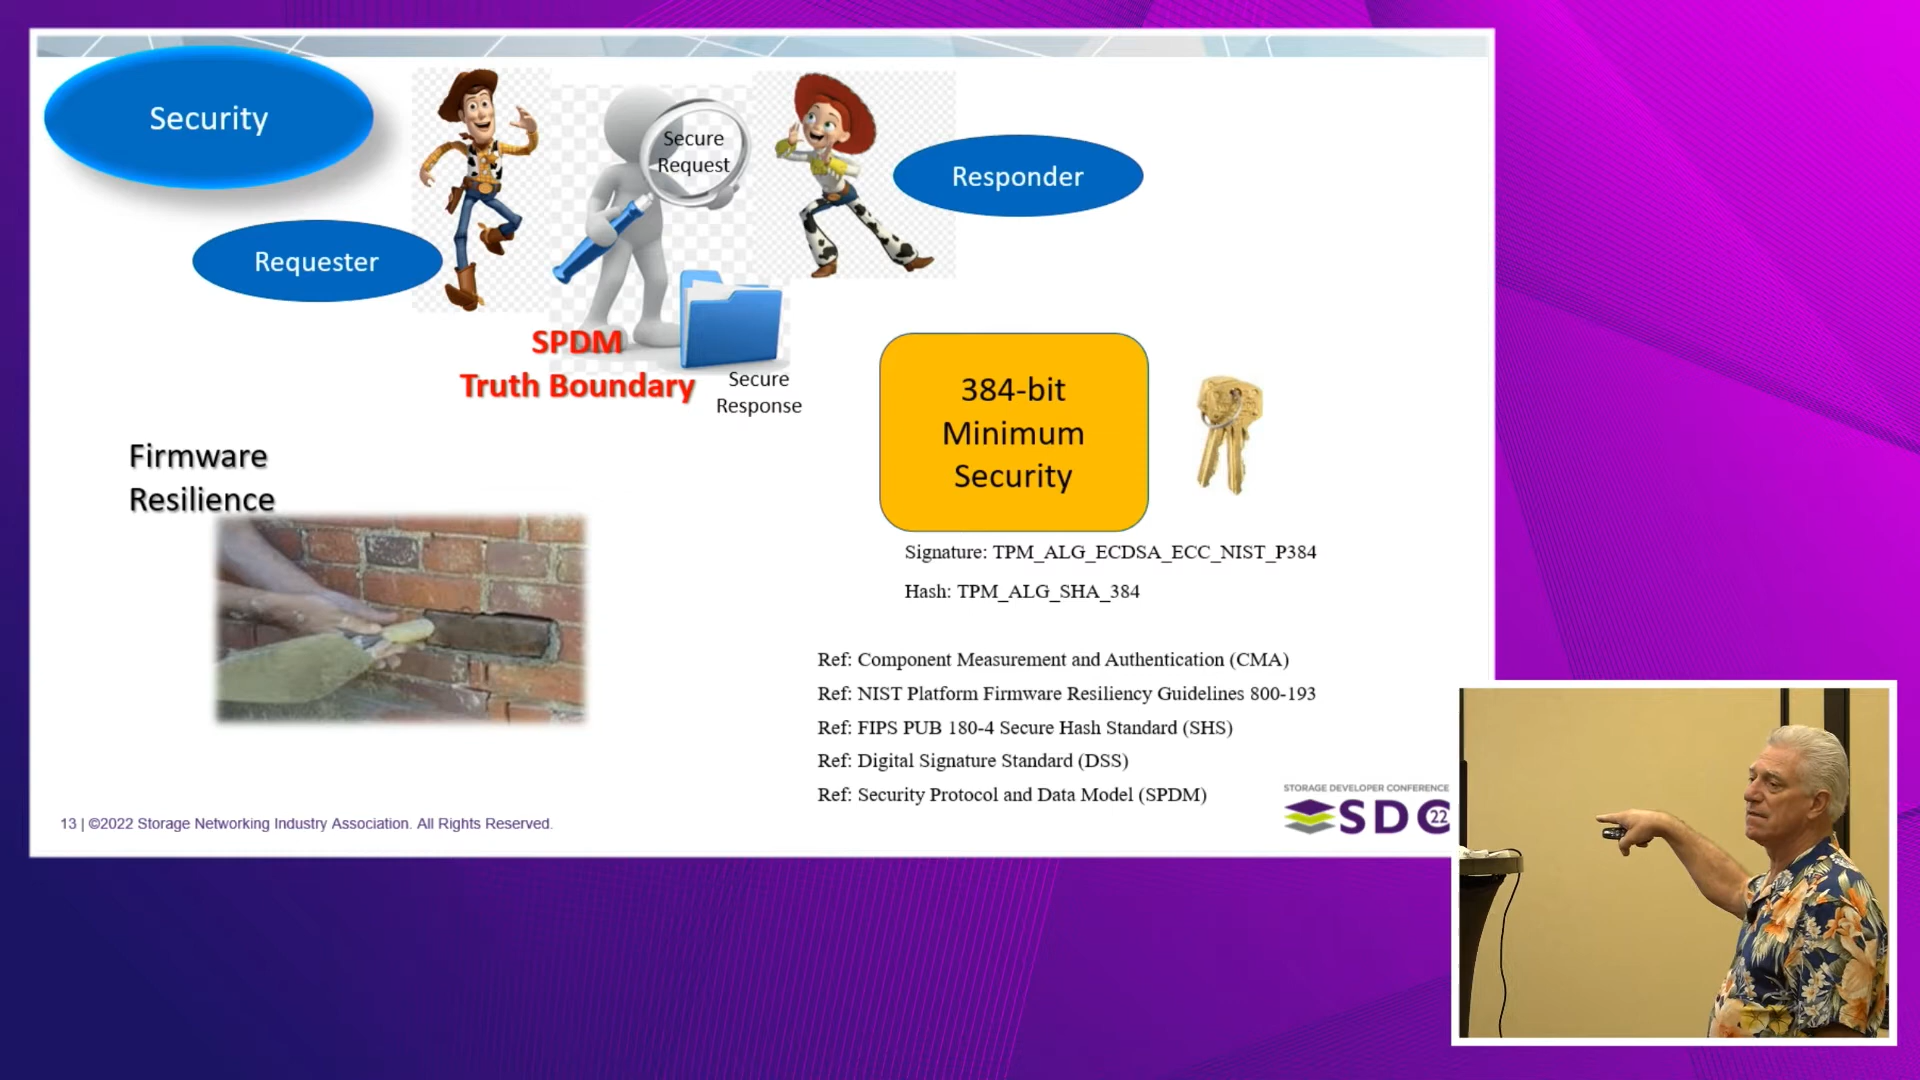 Security
Requester
Secure
Request
Responder
SPDM
Truth Boundary
Secure
Response
Firmware
Resilience
384-bit
Minimum
Security
Signature: TPM_ALG_ECDSA_ECC_NIST_P384
Hash: TPM_ALG_SHA_384
Ref: Component Measurement and Authentication (CMA)
Ref: NIST Platform Firmware Resiliency Guidelines 800-193
Ref: FIPS PUB 180-4 Secure Hash Standard (SHS)
Ref: Digital Signature Standard (DSS)
Ref: Security Protocol and Data Model (SPDM)
13 | ©2022 Storage Networking Industry Association. All Rights Reserved.
STORAGE DEVELOPER CONFERENCE
SDC 22